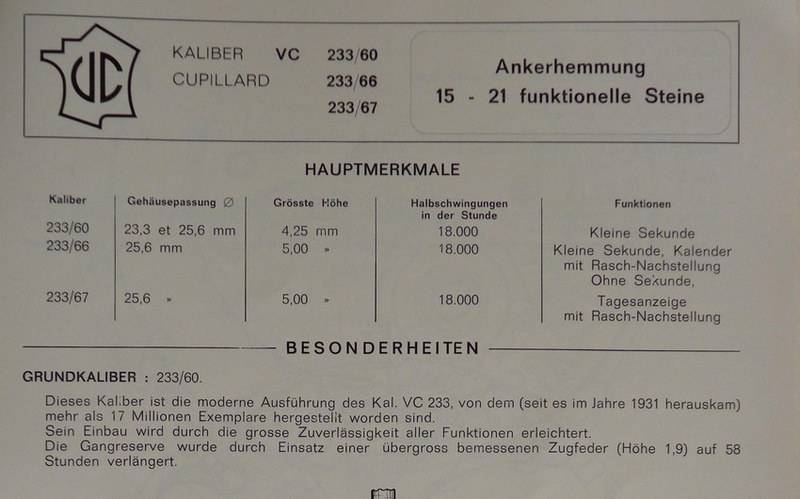 VC
KALIBER VC 233/60
CUPILLARD 233/66
233/67
Ankerhemmung
15 - 21 funktionelle Steine
HAUPTMERKMALE
Kaliber Gehäusepassung ∅ Grösste Höhe Halbschwingungen in der Stunde Funktionen
233/60 23,3 et 25,6 mm 4,25 mm 18.000 Kleine Sekunde
233/66 25,6 mm 5,00 » 18.000 Kleine Sekunde, Kalender
mit Rasch-Nachstellung
Ohne Sekunde,
233/67 25,6 » 5,00 » 18.000 Tagesanzeige
mit Rasch-Nachstellung
BESONDERHEITEN
GRUNDKALIBER : 233/60.
Dieses Kaliber ist die moderne Ausführung des Kal. VC 233, von dem (seit es im Jahre 1931 herauskam)
mehr als 17 Millionen Exemplare hergestellt worden sind.
Sein Einbau wird durch die grosse Zuverlässigkeit aller Funktionen erleichtert.
Die Gangreserve wurde durch Einsatz einer übergross bemessenen Zugfeder (Höhe 1,9) auf 58
Stunden verlängert.